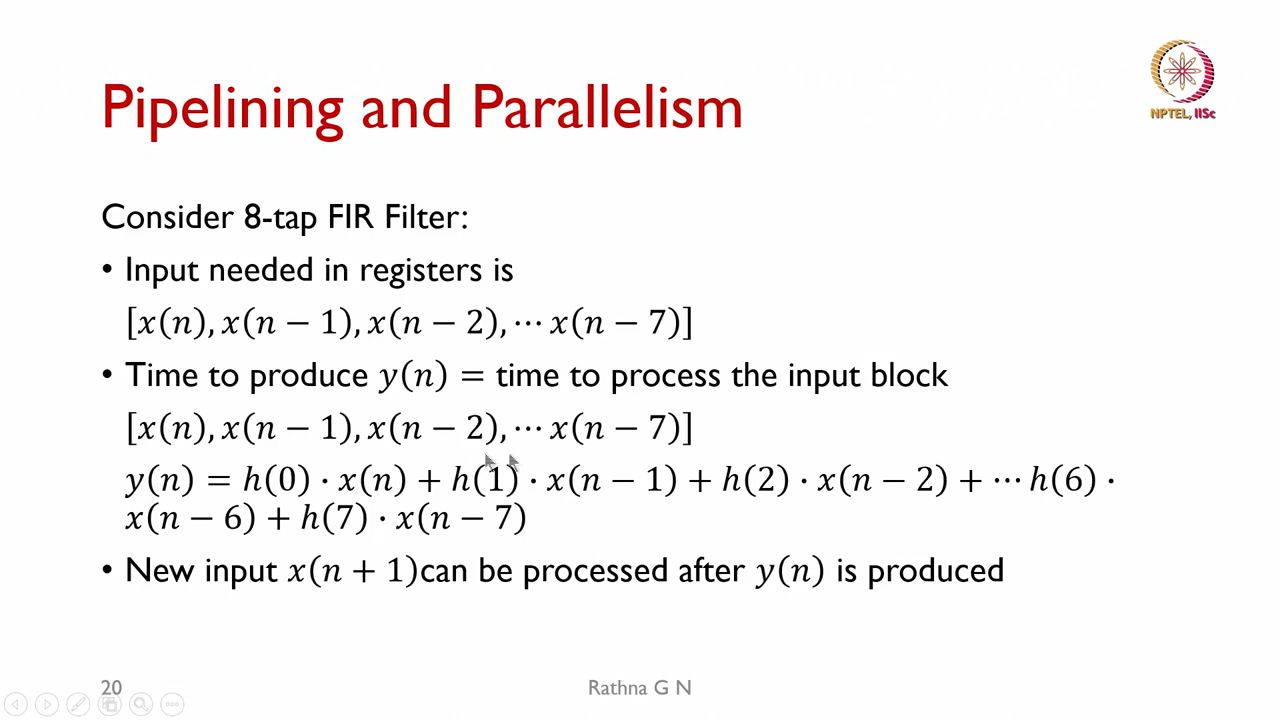 Pipelining and Parallelism
NPTEL, IISc
Consider 8-tap FIR Filter:
• Input needed in registers is
[x(n), x(n − 1), x(n − 2), ⋯ x(n − 7)]
• Time to produce y(n) = time to process the input block
[x(n), x(n − 1), x(n − 2), ⋯ x(n − 7)]
y(n) = h(0) · x(n) + h(1) · x(n − 1) + h(2) · x(n − 2) + ⋯ h(6) ·
x(n − 6) + h(7) · x(n − 7)
• New input x(n + 1)can be processed after y(n) is produced
20
Rathna G N